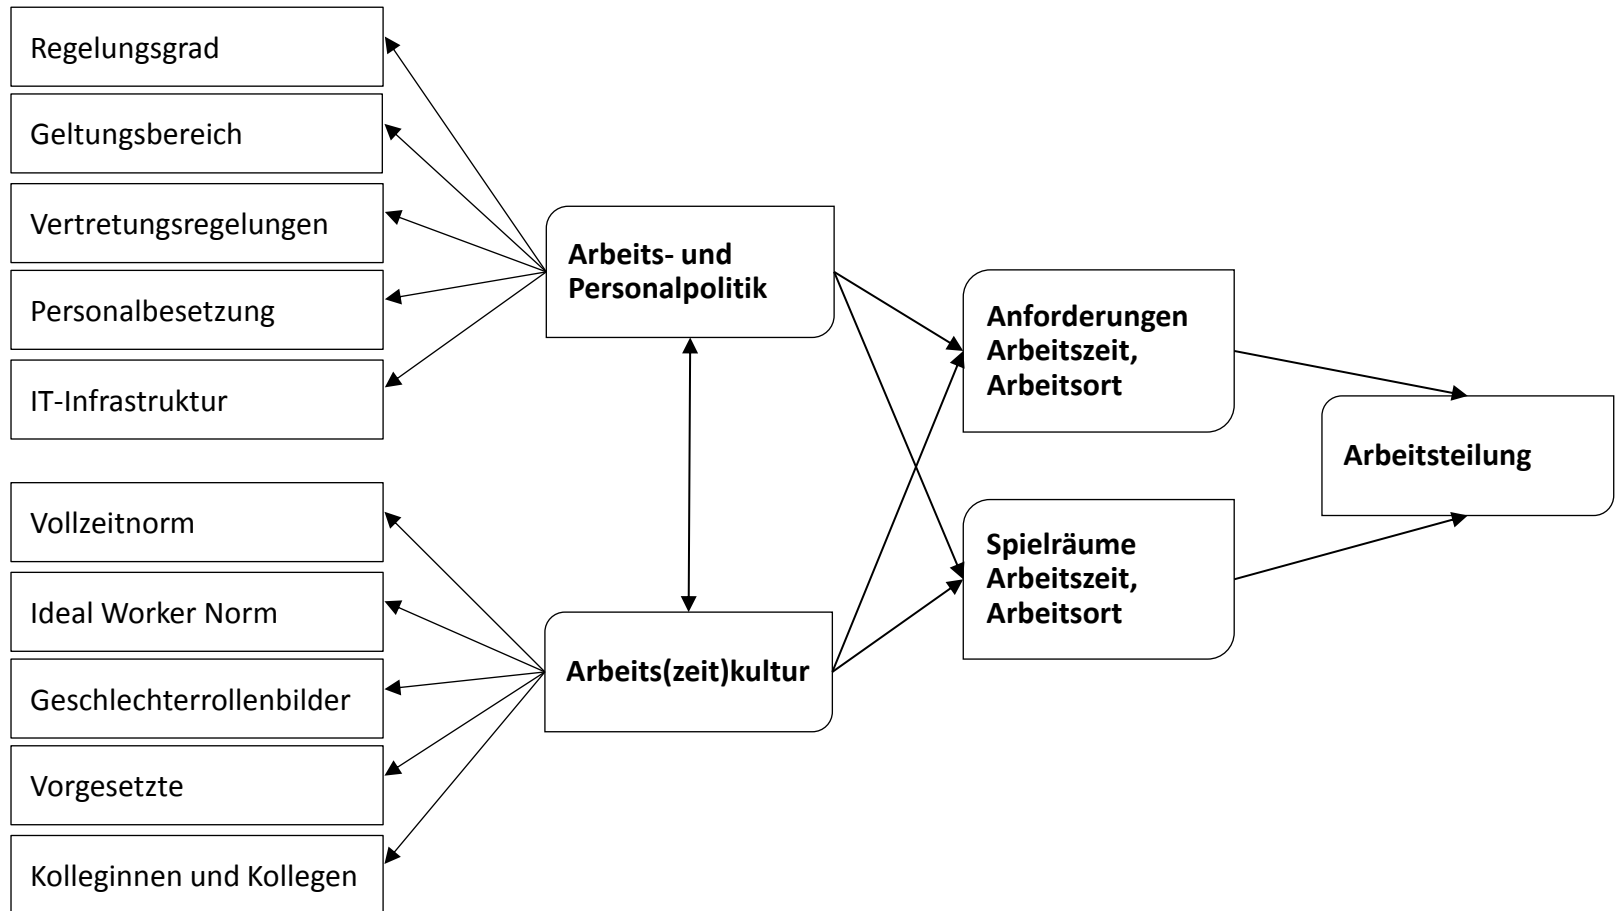 Regelungsgrad
Geltungsbereich
Vertretungsregelungen
Personalbesetzung
IT-Infrastruktur
Vollzeitnorm
Ideal Worker Norm
Geschlechterrollenbilder
Vorgesetzte
Kolleginnen und Kollegen
Arbeits- und
Personalpolitik
Arbeits(zeit)kultur
Anforderungen
Arbeitszeit,
Arbeitsort
Spielräume
Arbeitszeit,
Arbeitsort
Arbeitsteilung